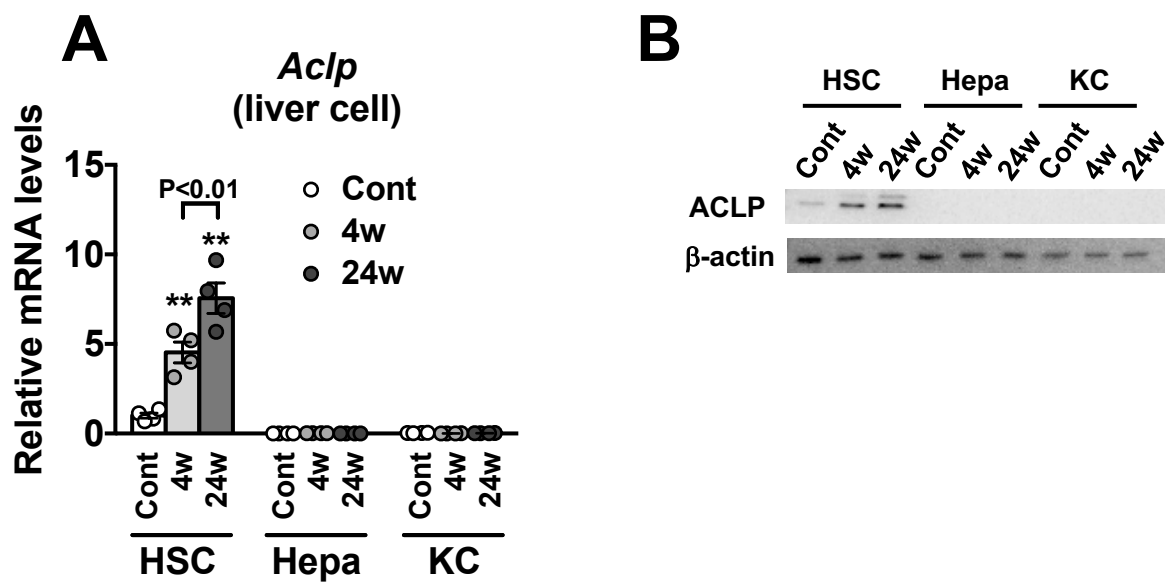 A
Aclp
(liver cell)
Relative mRNA levels
15
10
5
0
P<0.01
**
**
Cont
4w
24w
Cont
4w
24w
Cont
4w
24w
Cont
4w
24w
HSC
Hepa
KC
B
HSC
Hepa
KC
Cont
4w
24w
Cont
4w
24w
Cont
4w
24w
ACLP
β-actin